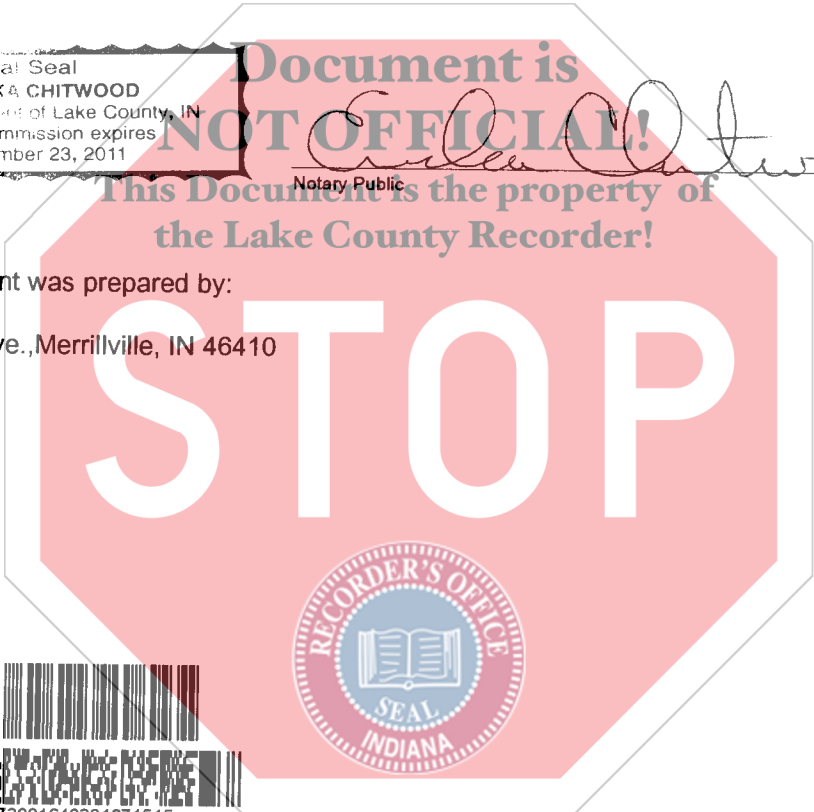 Document is
al Seal
CHITWOOD
of Lake County, IN
mmission expires
mber 23, 2011
NOT OFFICIAL!
Notary Public
This Document is the property of
the Lake County Recorder!
nt was prepared by:
ve.,Merrillville, IN 46410
STOP
RECORDER'S OFFICE
SEAL
INDIANA